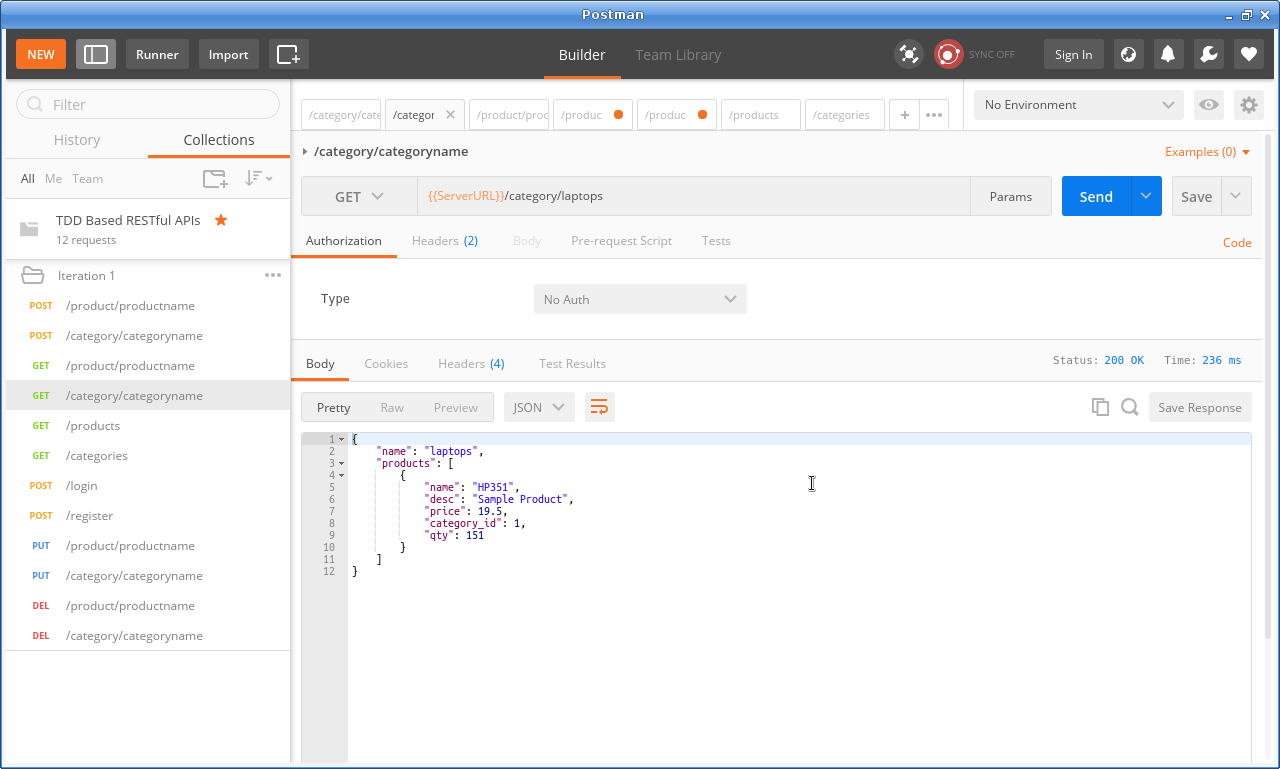 Postman
NEW
Runner
Import
Builder
Team Library
SYNC OFF
Sign In
Filter
History
Collections
All
Me
Team
TDD Based RESTful APIs
12 requests
Iteration 1
POST /product/productname
POST /category/categoryname
GET /product/productname
GET /category/categoryname
GET /products
GET /categories
POST /login
POST /register
PUT /product/productname
PUT /category/categoryname
DEL /product/productname
DEL /category/categoryname
/category/cate
/categor
/product/prod
/produc
/produc
/products
/categories
No Environment
/category/categoryname
Examples (0)
GET
{{ServerURL}}/category/laptops
Params
Send
Save
Authorization
Headers (2)
Body
Pre-request Script
Tests
Code
Type
No Auth
Body
Cookies
Headers (4)
Test Results
Status: 200 OK
Time: 236 ms
Pretty
Raw
Preview
JSON
Save Response
1 {
2 "name": "laptops",
3 "products": [
4 {
5 "name": "HP351",
6 "desc": "Sample Product",
7 "price": 19.5,
8 "category_id": 1,
9 "qty": 151
10 }
11 ]
12 }